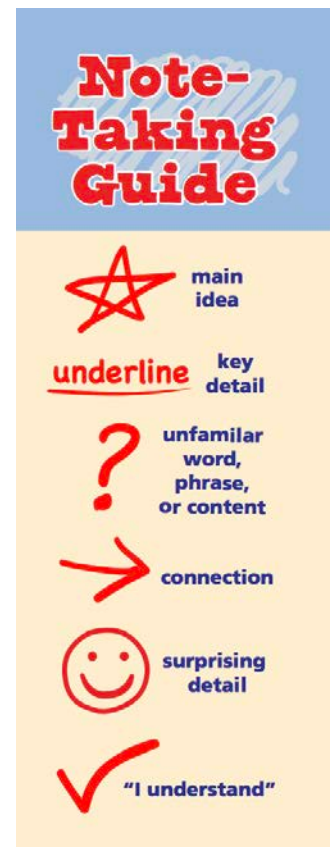 Note-
Taking
Guide
main
idea
underline
key
detail
unfamilar
word,
phrase,
or content
connection
surprising
detail
"I understand"